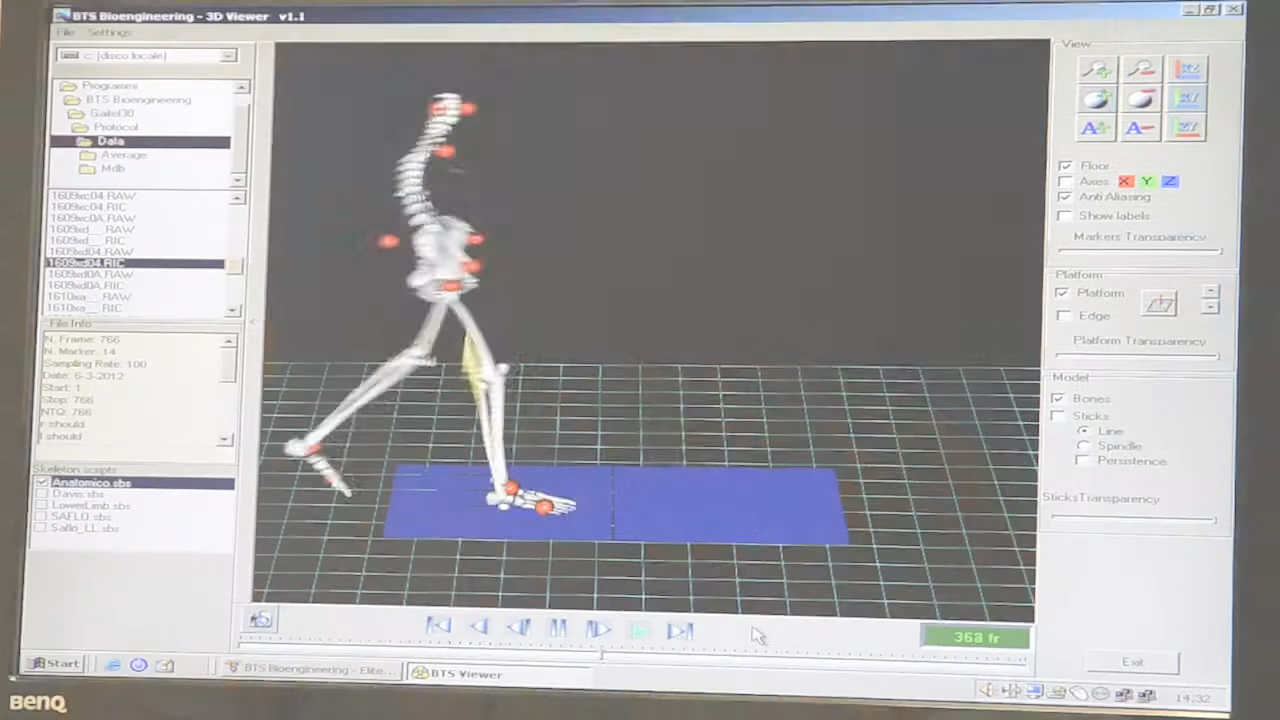 BTS Bioengineering - 3D Viewer v1.1
File Settings
c: [disco locale]
Programmi
BTS Bioengineering
Gaitel30
Protocol
Data
Average
Mdb
1609xc04.RAW
1609xc04.RIC
1609xc0A.RAW
1609xd__.RAW
1609xd__.RIC
1609xd04.RAW
1609xd04.RIC
1609xd0A.RAW
1609xd0A.RIC
1610xa__.RAW
1610xa__.RIC
File Info
N. Frame: 766
N. Marker: 14
Sampling Rate: 100
Date: 6-3-2012
Start: 1
Stop: 766
NTQ: 766
r should
l should
Skeleton scripts
Anatomico.sbs
Davis.sbs
LowerLimb.sbs
SAFLO.sbs
Saflo_LL.sbs
View
XZ
XY
A+
A-
ZY
Floor
Axes X Y Z
Anti Aliasing
Show labels
Markers Transparency
Platform
Platform
Edge
Platform Transparency
Model
Bones
Sticks
Line
Spindle
Persistence
SticksTransparency
368 fr
Exit
Start
BTS Bioengineering - Elite...
BTS Viewer
14.32
BenQ